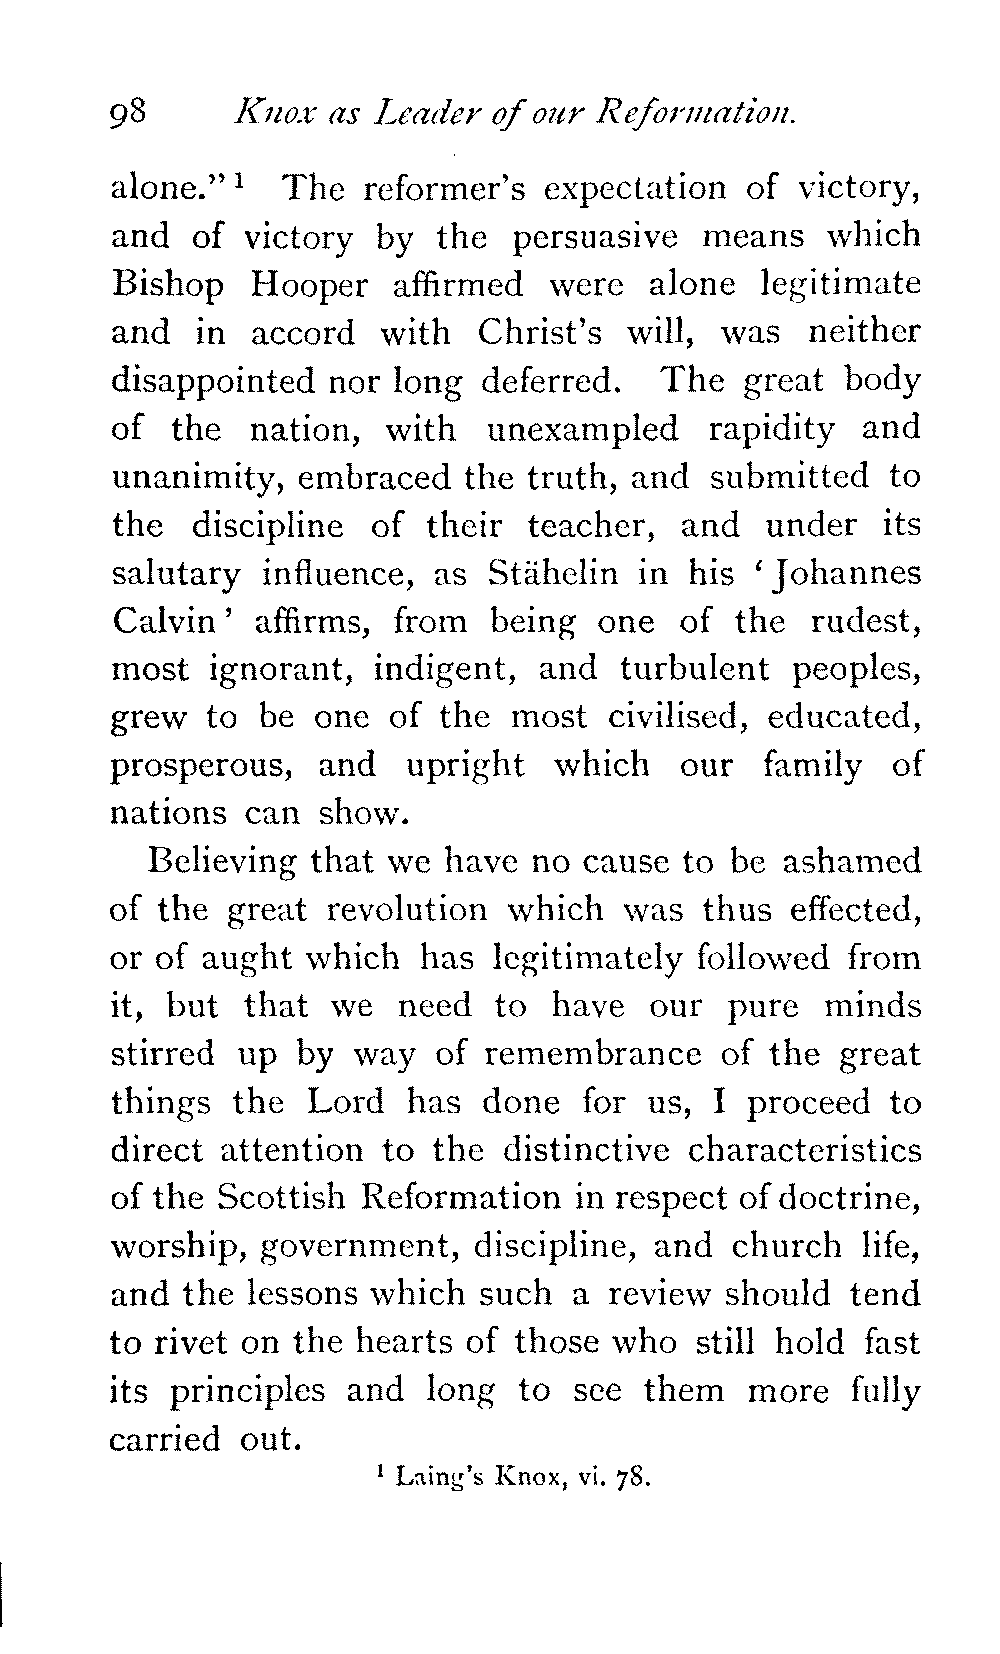 98 Knox as Leader of our Reformation.
alone." ¹ The reformer's expectation of victory,
and of victory by the persuasive means which
Bishop Hooper affirmed were alone legitimate
and in accord with Christ's will, was neither
disappointed nor long deferred. The great body
of the nation, with unexampled rapidity and
unanimity, embraced the truth, and submitted to
the discipline of their teacher, and under its
salutary influence, as Stähelin in his ‘Johannes
Calvin’ affirms, from being one of the rudest,
most ignorant, indigent, and turbulent peoples,
grew to be one of the most civilised, educated,
prosperous, and upright which our family of
nations can show.
Believing that we have no cause to be ashamed
of the great revolution which was thus effected,
or of aught which has legitimately followed from
it, but that we need to have our pure minds
stirred up by way of remembrance of the great
things the Lord has done for us, I proceed to
direct attention to the distinctive characteristics
of the Scottish Reformation in respect of doctrine,
worship, government, discipline, and church life,
and the lessons which such a review should tend
to rivet on the hearts of those who still hold fast
its principles and long to see them more fully
carried out.
¹ Laing's Knox, vi. 78.